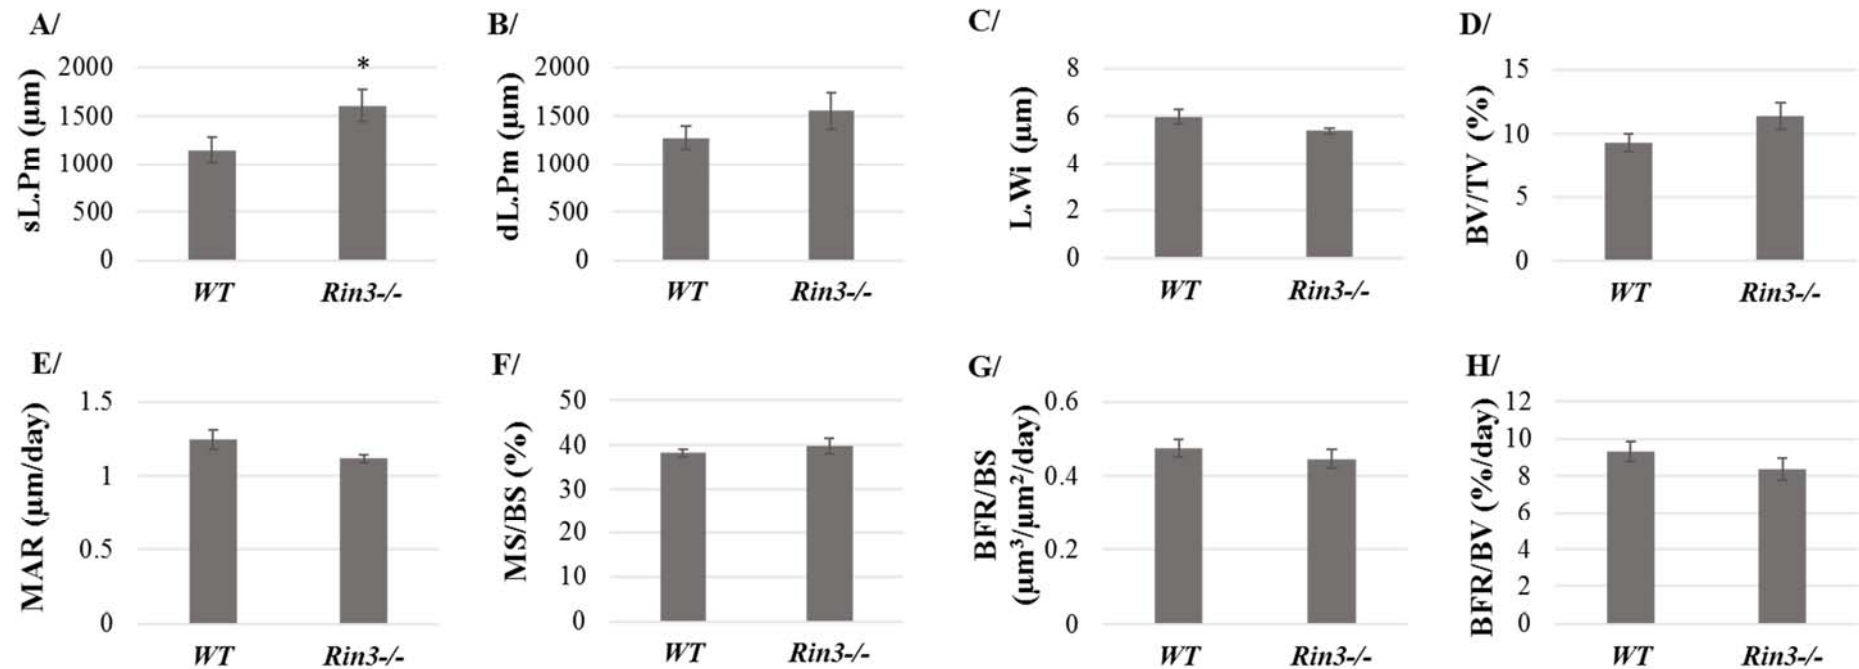 A/
sL.Pm (µm)
2000
1500
1000
500
0
*
WT Rin3-/-
B/
dL.Pm (µm)
2000
1500
1000
500
0
WT Rin3-/-
C/
L.Wi (µm)
8
6
4
2
0
WT Rin3-/-
D/
BV/TV (%)
15
10
5
0
WT Rin3-/-
E/
MAR (µm/day)
1.5
1
0.5
0
WT Rin3-/-
F/
MS/BS (%)
50
40
30
20
10
0
WT Rin3-/-
G/
BFR/BS
(µm³/µm²/day)
0.6
0.4
0.2
0
WT Rin3-/-
H/
BFR/BV (%/day)
12
10
8
6
4
2
0
WT Rin3-/-